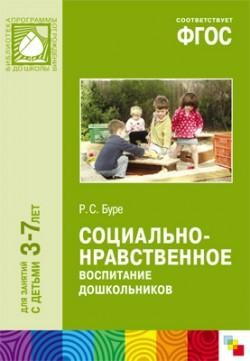 БИБЛИОТЕКА ПРОГРАММЫ
ОТ РОЖДЕНИЯ ДО ШКОЛЫ
СООТВЕТСТВУЕТ
ФГОС
ДЛЯ ЗАНЯТИЙ
С ДЕТЬМИ
3-7 ЛЕТ
Р. С. Буре
СОЦИАЛЬНО-
НРАВСТВЕННОЕ
ВОСПИТАНИЕ
ДОШКОЛЬНИКОВ